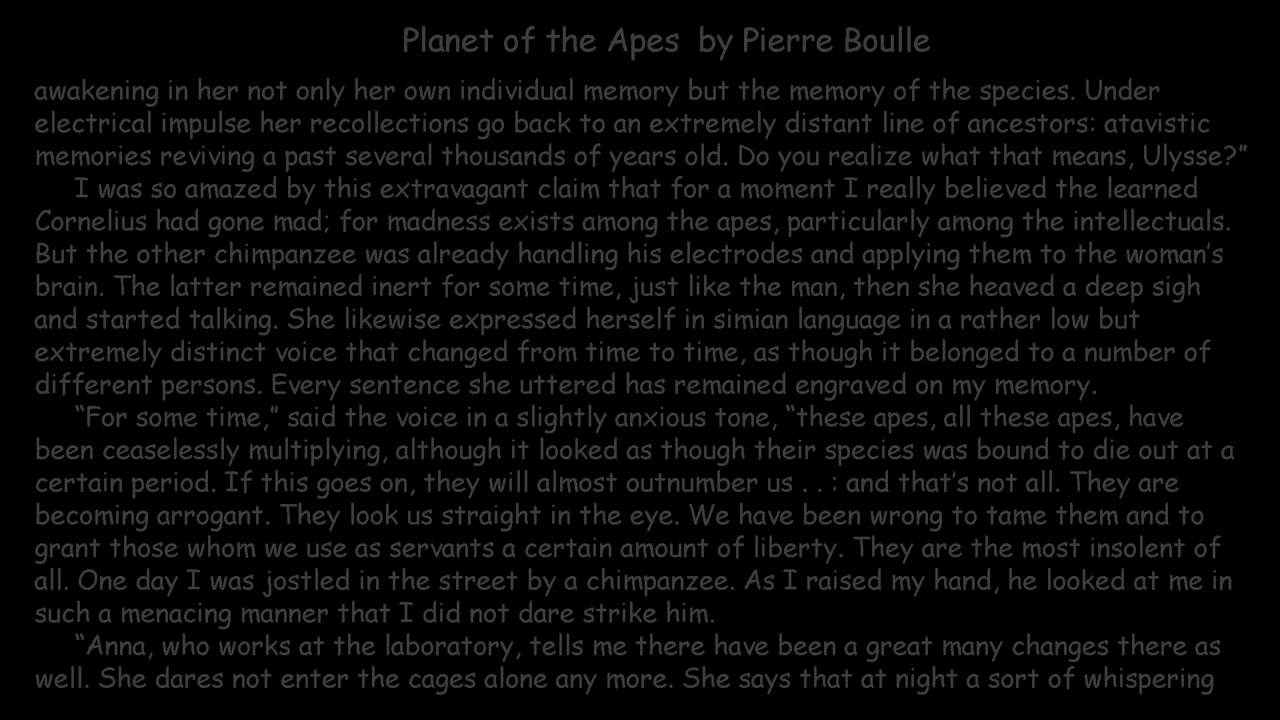 Planet of the Apes by Pierre Boulle
awakening in her not only her own individual memory but the memory of the species. Under
electrical impulse her recollections go back to an extremely distant line of ancestors: atavistic
memories reviving a past several thousands of years old. Do you realize what that means, Ulysse?”
I was so amazed by this extravagant claim that for a moment I really believed the learned
Cornelius had gone mad; for madness exists among the apes, particularly among the intellectuals.
But the other chimpanzee was already handling his electrodes and applying them to the woman’s
brain. The latter remained inert for some time, just like the man, then she heaved a deep sigh
and started talking. She likewise expressed herself in simian language in a rather low but
extremely distinct voice that changed from time to time, as though it belonged to a number of
different persons. Every sentence she uttered has remained engraved on my memory.
“For some time,” said the voice in a slightly anxious tone, “these apes, all these apes, have
been ceaselessly multiplying, although it looked as though their species was bound to die out at a
certain period. If this goes on, they will almost outnumber us . . : and that’s not all. They are
becoming arrogant. They look us straight in the eye. We have been wrong to tame them and to
grant those whom we use as servants a certain amount of liberty. They are the most insolent of
all. One day I was jostled in the street by a chimpanzee. As I raised my hand, he looked at me in
such a menacing manner that I did not dare strike him.
“Anna, who works at the laboratory, tells me there have been a great many changes there as
well. She dares not enter the cages alone any more. She says that at night a sort of whispering